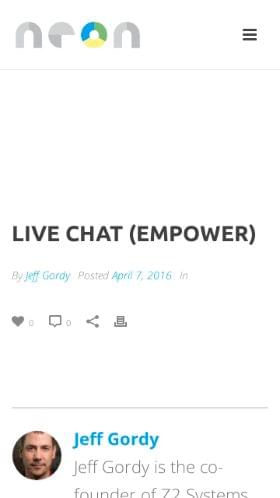 neon
LIVE CHAT (EMPOWER)
By Jeff Gordy Posted April 7, 2016 In
0 0
Jeff Gordy
Jeff Gordy is the co-
founder of Z2 Systems